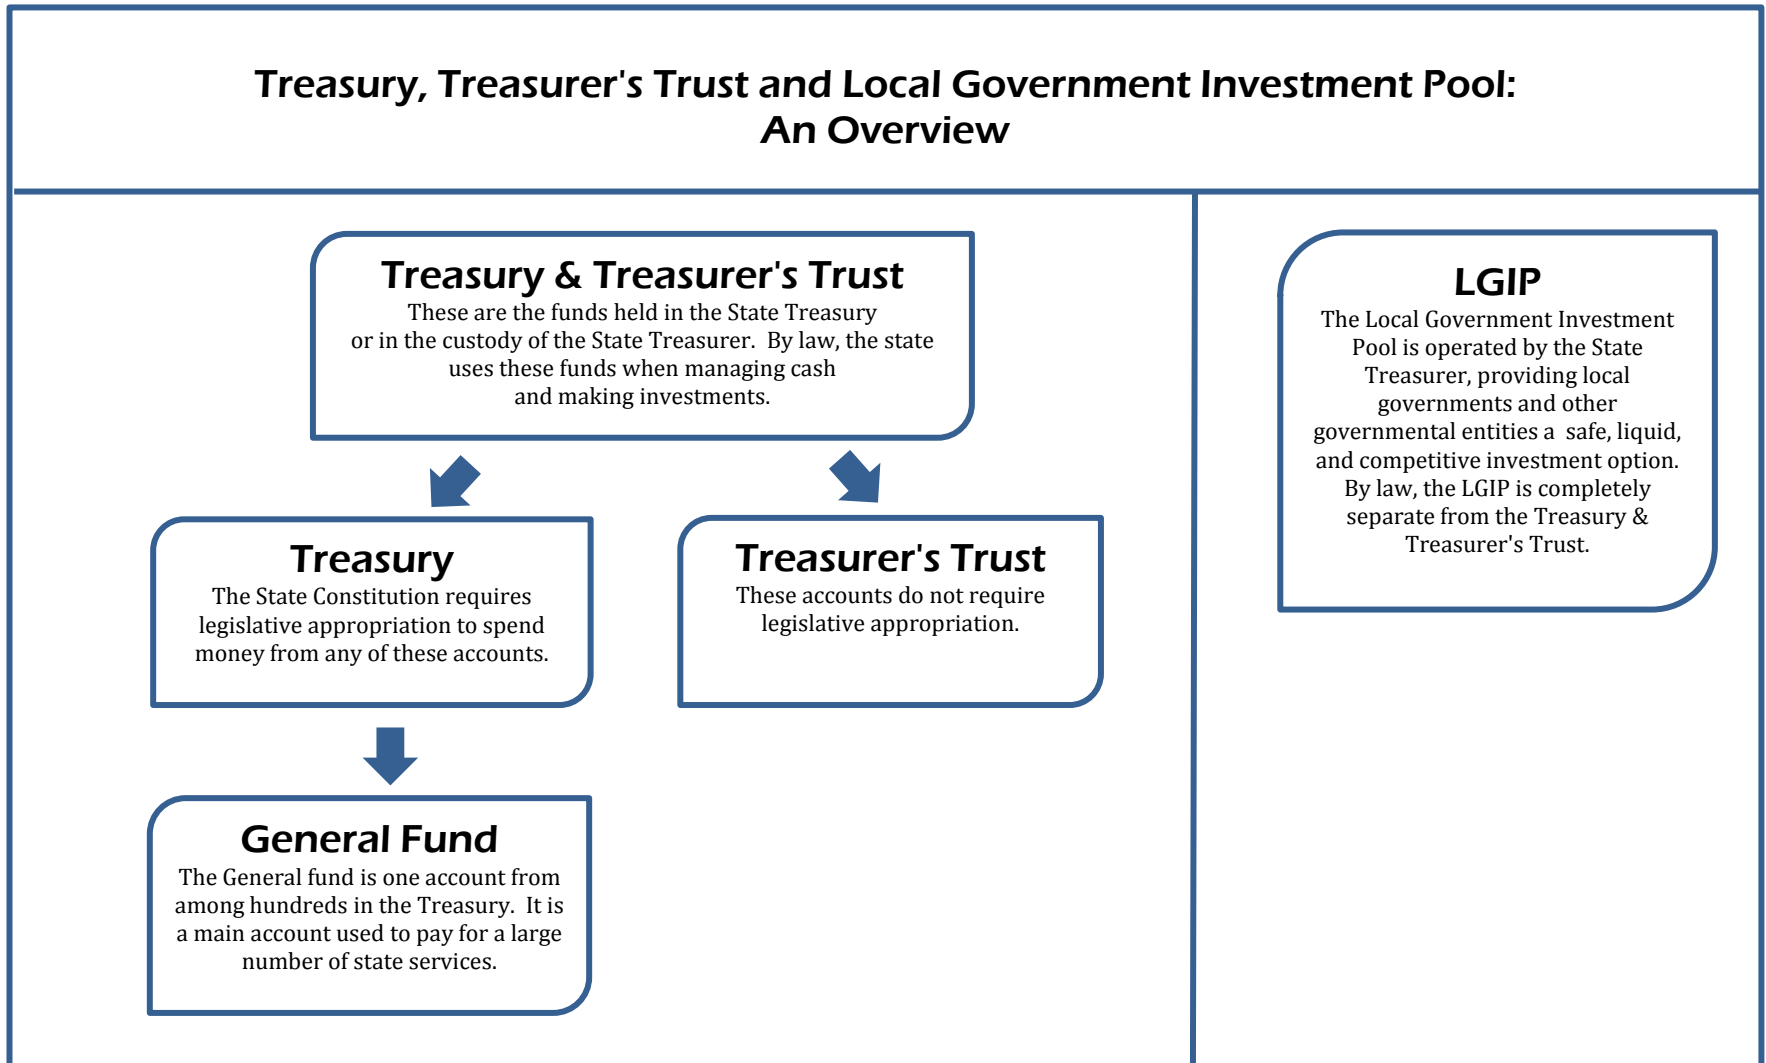 Treasury, Treasurer's Trust and Local Government Investment Pool:
An Overview
Treasury & Treasurer's Trust
These are the funds held in the State Treasury
or in the custody of the State Treasurer.  By law, the state
uses these funds when managing cash
and making investments.
Treasury
The State Constitution requires
legislative appropriation to spend
money from any of these accounts.
Treasurer's Trust
These accounts do not require
legislative appropriation.
General Fund
The General fund is one account from
among hundreds in the Treasury.  It is
a main account used to pay for a large
number of state services.
LGIP
The Local Government Investment
Pool is operated by the State
Treasurer, providing local
governments and other
governmental entities a  safe, liquid,
and competitive investment option.
By law, the LGIP is completely
separate from the Treasury &
Treasurer's Trust.